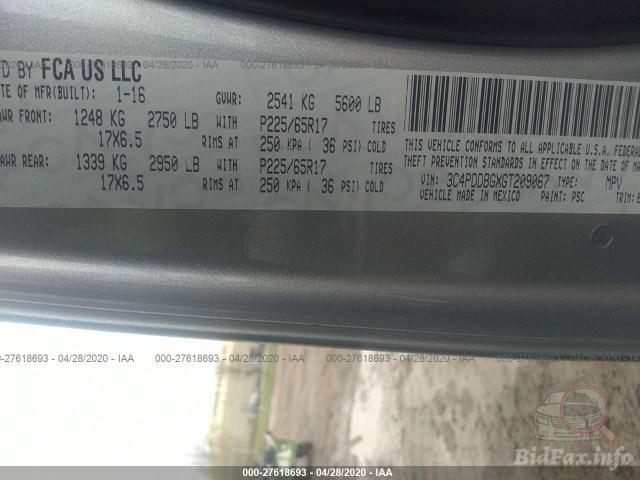 000-27618693 - 04/28/2020 - IAA
D BY FCA US LLC
TE OF MFR(BUILT): 1-16 GVWR: 2541 KG 5600 LB
AWR FRONT: 1248 KG 2750 LB WITH P225/65R17 TIRES
17X6.5 RIMS AT 250 KPA ( 36 PSI) COLD
AWR REAR: 1339 KG 2950 LB WITH P225/65R17 TIRES
17X6.5 RIMS AT 250 KPA ( 36 PSI) COLD
THIS VEHICLE CONFORMS TO ALL APPLICABLE U.S.A. FEDERAL
THEFT PREVENTION STANDARDS IN EFFECT ON THE DATE OF MA
VIN: 3C4PDDBGXGT209067 TYPE: MPV
VEHICLE MADE IN MEXICO PAINT: PSC TRIM:
000-27618693 - 04/28/2020 - IAA 000-27618693 - 04/28/2020 - IAA 000-27618693 - 04/28/2020 - IAA
000-27618693 - 04/28/2020 - IAA
BidFax.info